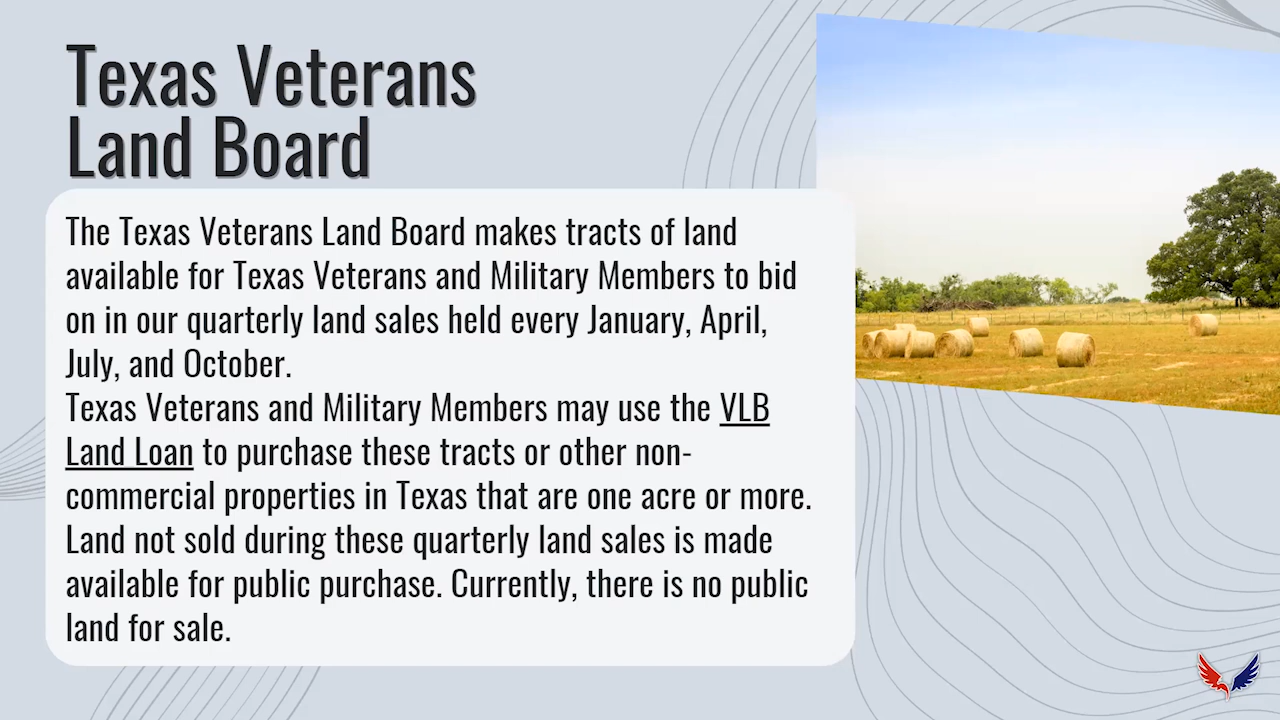 Texas Veterans
Land Board
The Texas Veterans Land Board makes tracts of land
available for Texas Veterans and Military Members to bid
on in our quarterly land sales held every January, April,
July, and October.
Texas Veterans and Military Members may use the VLB
Land Loan to purchase these tracts or other non-
commercial properties in Texas that are one acre or more.
Land not sold during these quarterly land sales is made
available for public purchase. Currently, there is no public
land for sale.